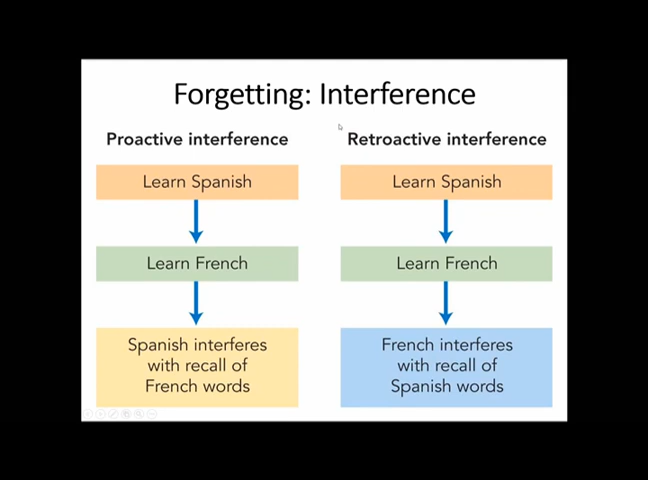 Forgetting: Interference
Proactive interference
Learn Spanish
Learn French
Spanish interferes
with recall of
French words
Retroactive interference
Learn Spanish
Learn French
French interferes
with recall of
Spanish words